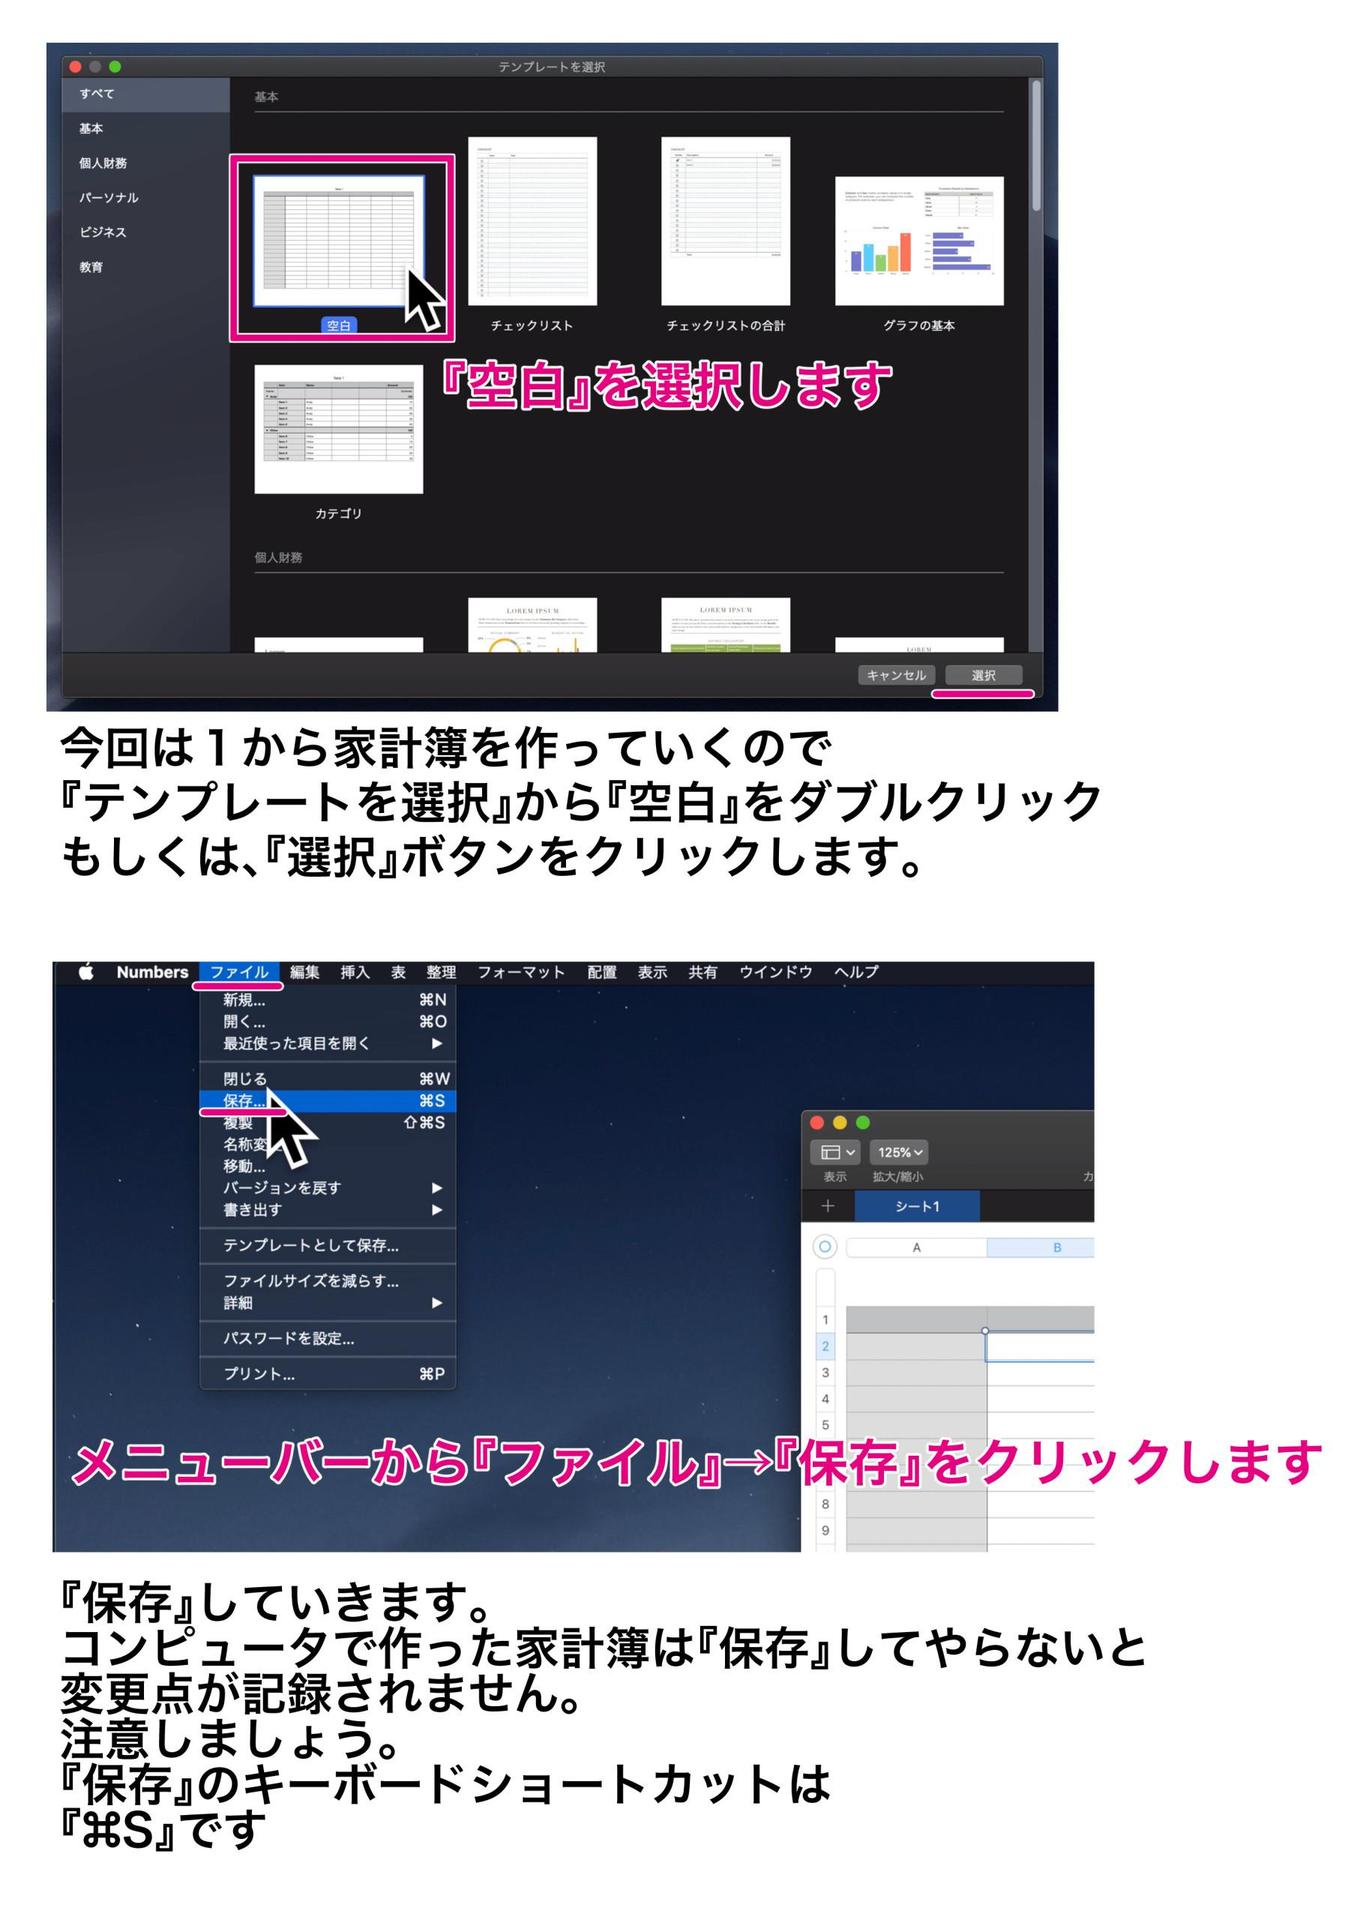 テンプレートを選択
すべて
基本
個人財務
パーソナル
ビジネス
教育
基本
空白
チェックリスト
チェックリストの合計
グラフの基本
『空白』を選択します
カテゴリ
個人財務
LOREM IPSUM
LOREM IPSUM
LOREM
キャンセル
選択
今回は１から家計簿を作っていくので
『テンプレートを選択』から『空白』をダブルクリック
もしくは、『選択』ボタンをクリックします。
Numbers ファイル 編集 挿入 表 整理 フォーマット 配置 表示 共有 ウインドウ ヘルプ
新規... ⌘N
開く... ⌘O
最近使った項目を開く ▶
閉じる ⌘W
保存... ⌘S
複製 ⇧⌘S
名称変
移動...
バージョンを戻す ▶
書き出す ▶
テンプレートとして保存...
ファイルサイズを減らす...
詳細 ▶
パスワードを設定...
プリント... ⌘P
125%
表示 拡大/縮小 カ
＋ シート1
A B
1
2
3
4
5
8
9
メニューバーから『ファイル』→『保存』をクリックします
『保存』していきます。
コンピュータで作った家計簿は『保存』してやらないと
変更点が記録されません。
注意しましょう。
『保存』のキーボードショートカットは
『⌘S』です